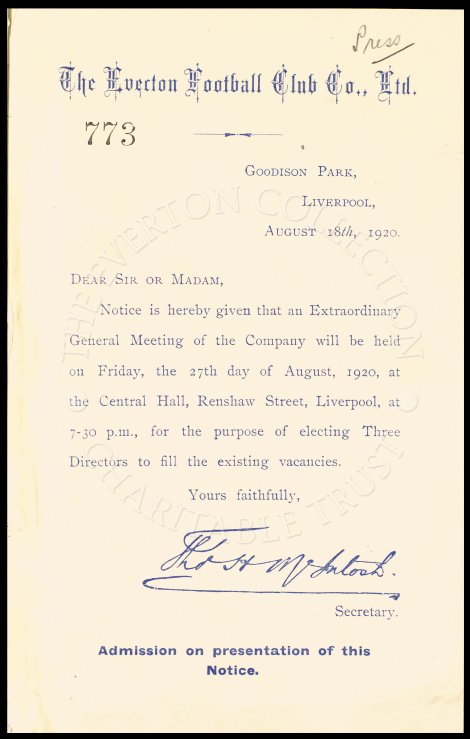 Press
The Everton Football Club Co., Ltd.
773
Goodison Park,
Liverpool,
August 18th, 1920.
Dear Sir or Madam,
Notice is hereby given that an Extraordinary
General Meeting of the Company will be held
on Friday, the 27th day of August, 1920, at
the Central Hall, Renshaw Street, Liverpool, at
7-30 p.m., for the purpose of electing Three
Directors to fill the existing vacancies.
Yours faithfully,
Thos H McIntosh.
Secretary.
Admission on presentation of this
Notice.
THE EVERTON COLLECTION
CHARITABLE TRUST